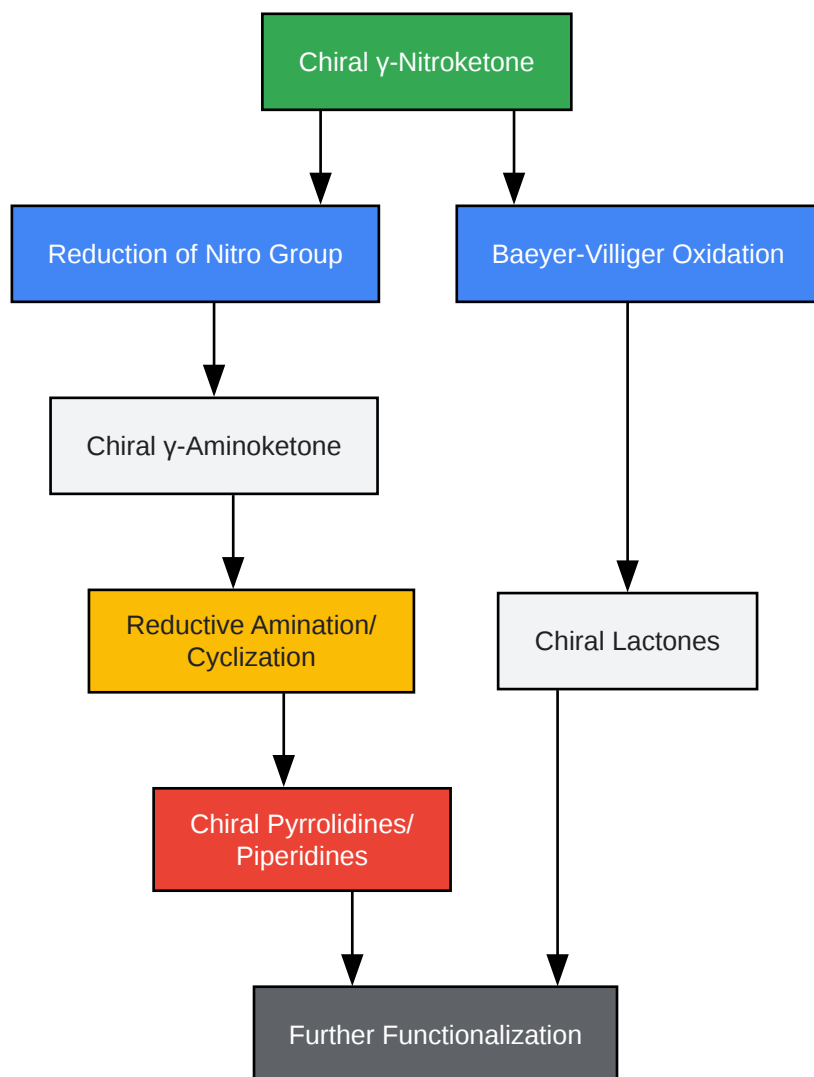 Chiral γ-Nitroketone
Reduction of Nitro Group
Baeyer-Villiger Oxidation
Chiral γ-Aminoketone
Reductive Amination/
Cyclization
Chiral Lactones
Chiral Pyrrolidines/
Piperidines
Further Functionalization